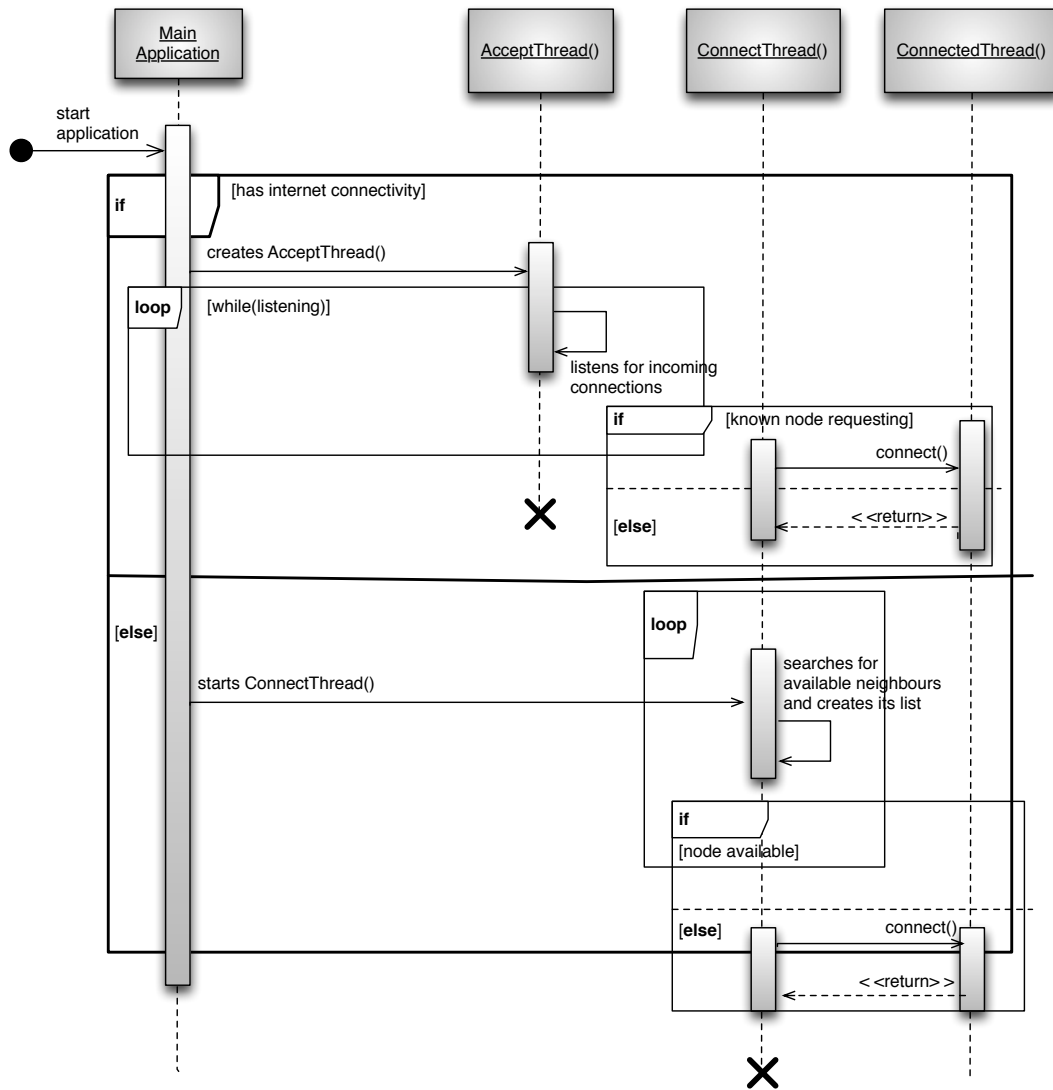 Main
Application
AcceptThread()
ConnectThread()
ConnectedThread()
start
application
if
[has internet connectivity]
creates AcceptThread()
loop
[while(listening)]
listens for incoming
connections
if
[known node requesting]
connect()
< <return> >
[else]
[else]
loop
searches for
available neighbours
and creates its list
starts ConnectThread()
if
[node available]
[else]
connect()
< <return> >